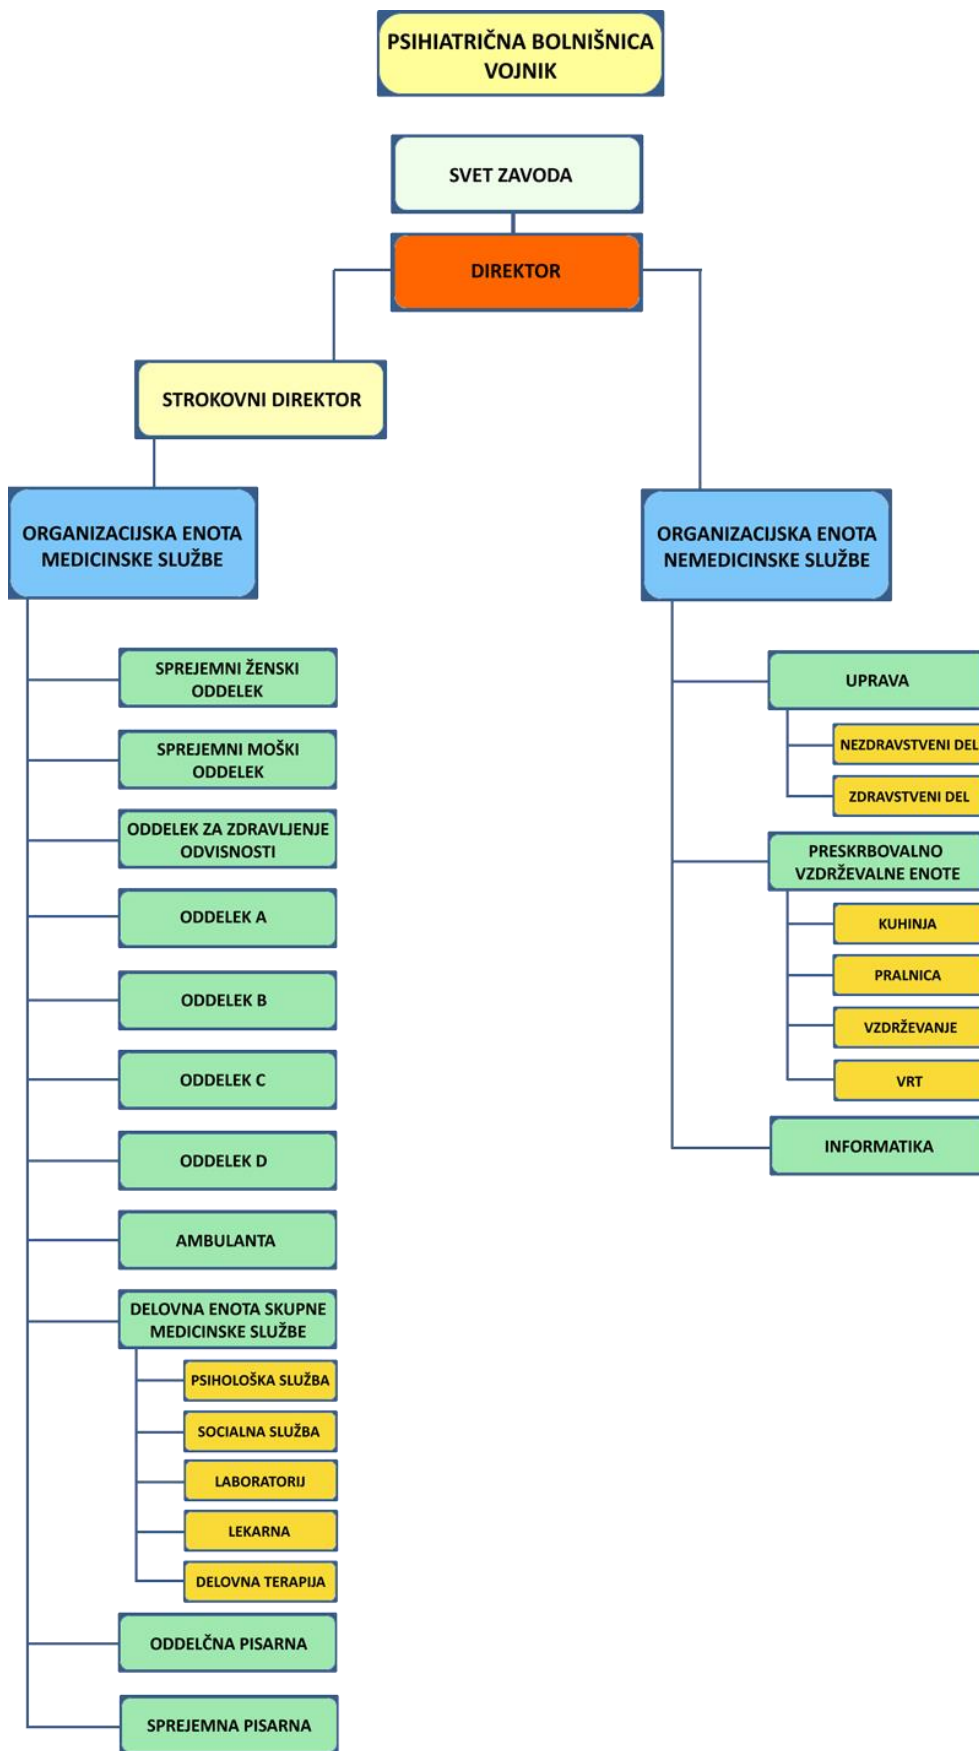 PSIHIATRIČNA BOLNIŠNICA
VOJNIK
SVET ZAVODA
DIREKTOR
STROKOVNI DIREKTOR
ORGANIZACIJSKA ENOTA
MEDICINSKE SLUŽBE
SPREJEMNI ŽENSKI
ODDELEK
SPREJEMNI MOŠKI
ODDELEK
ODDELEK ZA ZDRAVLJENJE
ODVISNOSTI
ODDELEK A
ODDELEK B
ODDELEK C
ODDELEK D
AMBULANTA
DELOVNA ENOTA SKUPNE
MEDICINSKE SLUŽBE
PSIHOLOŠKA SLUŽBA
SOCIALNA SLUŽBA
LABORATORIJ
LEKARNA
DELOVNA TERAPIJA
ODDELČNA PISARNA
SPREJEMNA PISARNA
ORGANIZACIJSKA ENOTA
NEMEDICINSKE SLUŽBE
UPRAVA
NEZDRAVSTVENI DEL
ZDRAVSTVENI DEL
PRESKRBOVALNO
VZDRŽEVALNE ENOTE
KUHINJA
PRALNICA
VZDRŽEVANJE
VRT
INFORMATIKA